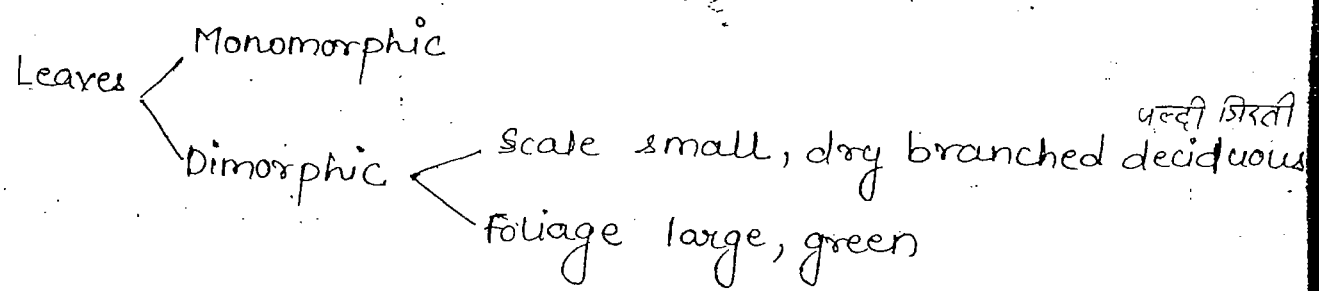 Monomorphic
Leaves
पल्दी गिरती
Scale small, dry branched deciduous
Dimorphic
Foliage large, green